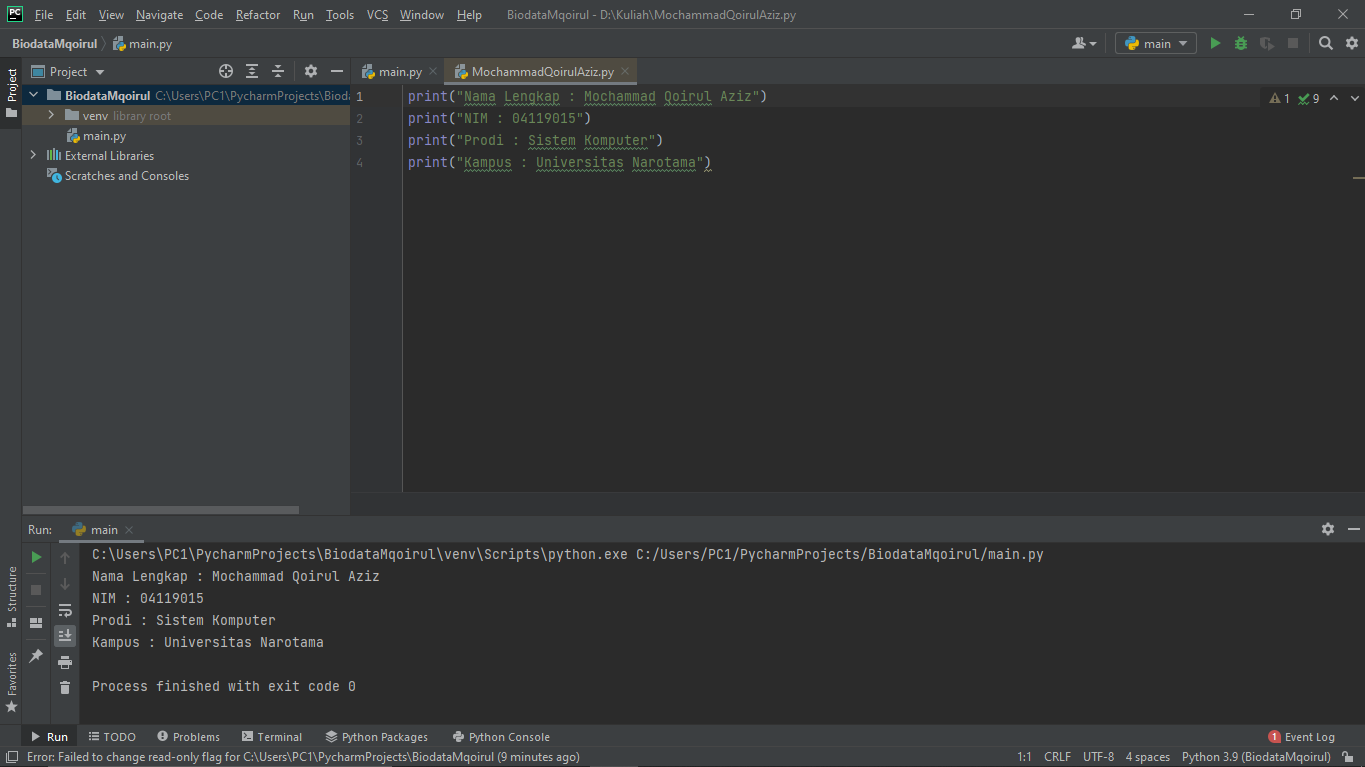 PC File Edit View Navigate Code Refactor Run Tools VCS Window Help BiodataMqoirul - D:\Kuliah\MochammadQoirulAziz.py
BiodataMqoirul main.py main
Project
Project
main.py MochammadQoirulAziz.py
BiodataMqoirul C:\Users\PC1\PycharmProjects\Bioda
venv library root
main.py
External Libraries
Scratches and Consoles
1 print("Nama Lengkap : Mochammad Qoirul Aziz")
2 print("NIM : 04119015")
3 print("Prodi : Sistem Komputer")
4 print("Kampus : Universitas Narotama")
1 9
Run: main
C:\Users\PC1\PycharmProjects\BiodataMqoirul\venv\Scripts\python.exe C:/Users/PC1/PycharmProjects/BiodataMqoirul/main.py
Nama Lengkap : Mochammad Qoirul Aziz
NIM : 04119015
Prodi : Sistem Komputer
Kampus : Universitas Narotama
Process finished with exit code 0
Structure
Favorites
Run TODO Problems Terminal Python Packages Python Console 1 Event Log
Error: Failed to change read-only flag for C:\Users\PC1\PycharmProjects\BiodataMqoirul (9 minutes ago) 1:1 CRLF UTF-8 4 spaces Python 3.9 (BiodataMqoirul)